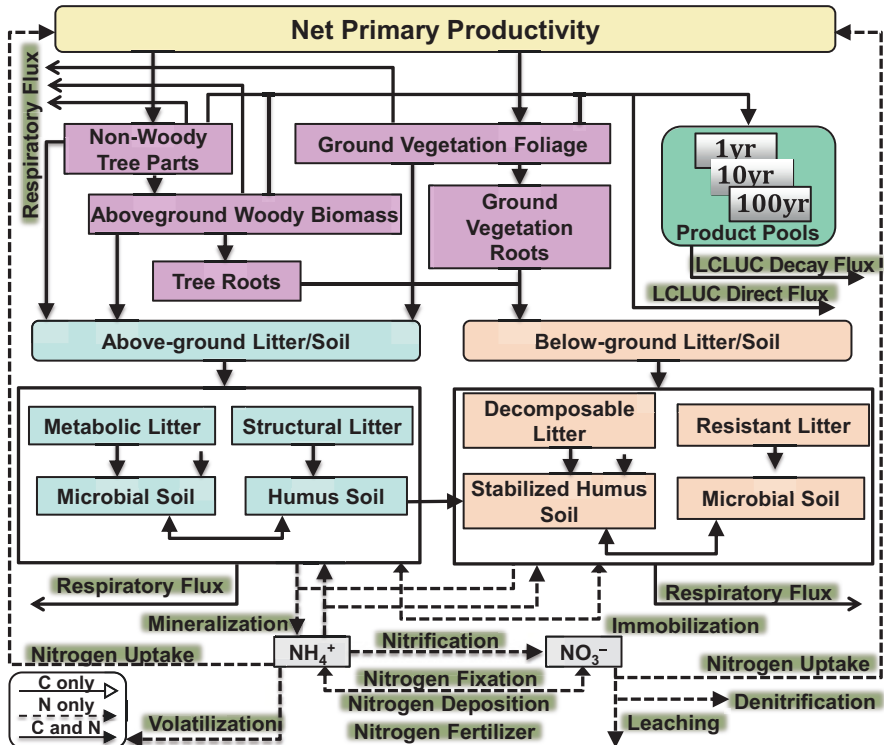 Net Primary Productivity
Respiratory Flux
Non-Woody
Tree Parts
Ground Vegetation Foliage
1yr
10yr
100yr
Product Pools
Aboveground Woody Biomass
Ground
Vegetation
Roots
Tree Roots
LCLUC Decay Flux
LCLUC Direct Flux
Above-ground Litter/Soil
Below-ground Litter/Soil
Metabolic Litter
Structural Litter
Decomposable
Litter
Resistant Litter
Microbial Soil
Humus Soil
Stabilized Humus
Soil
Microbial Soil
Respiratory Flux
Respiratory Flux
Mineralization
Immobilization
Nitrogen Uptake
NH₄⁺
Nitrification
NO₃⁻
Nitrogen Uptake
Nitrogen Fixation
Nitrogen Deposition
Nitrogen Fertilizer
Denitrification
Leaching
Volatilization
C only
N only
C and N